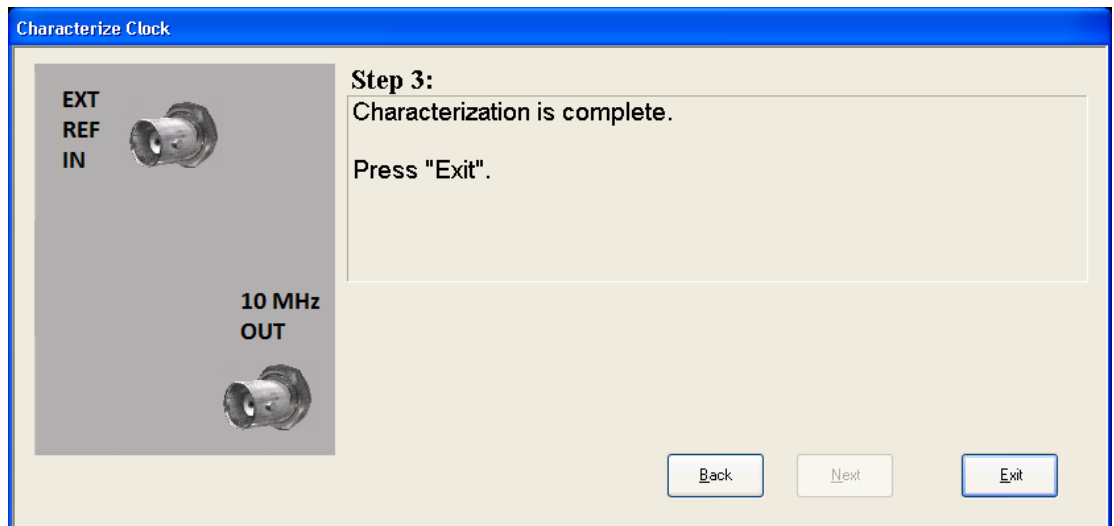 Characterize Clock
EXT
REF
IN
10 MHz
OUT
Step 3:
Characterization is complete.
Press "Exit".
Back
Next
Exit